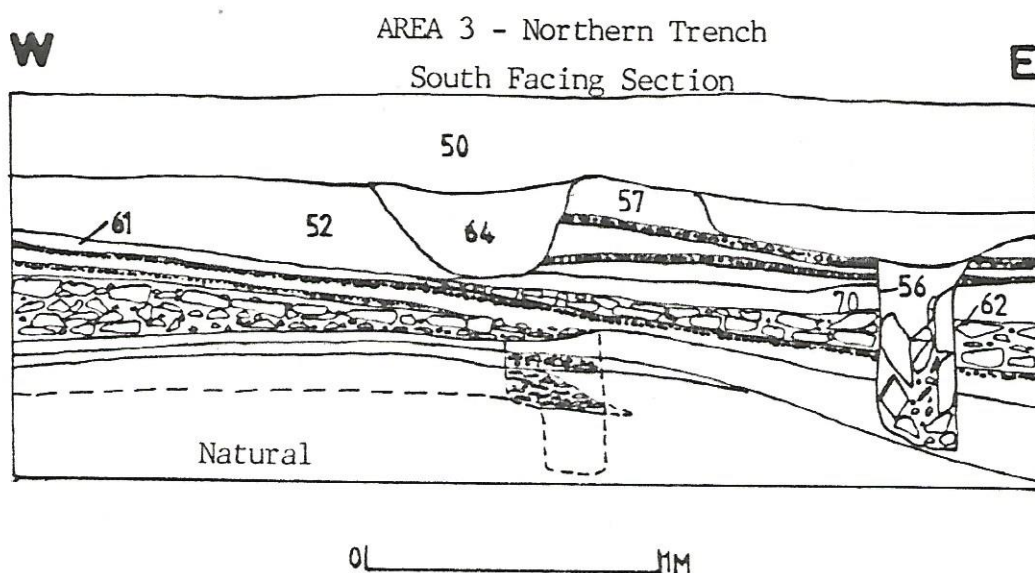 AREA 3 - Northern Trench
W E
South Facing Section
50
57
61 52 64
70 56 62
Natural
0 1M